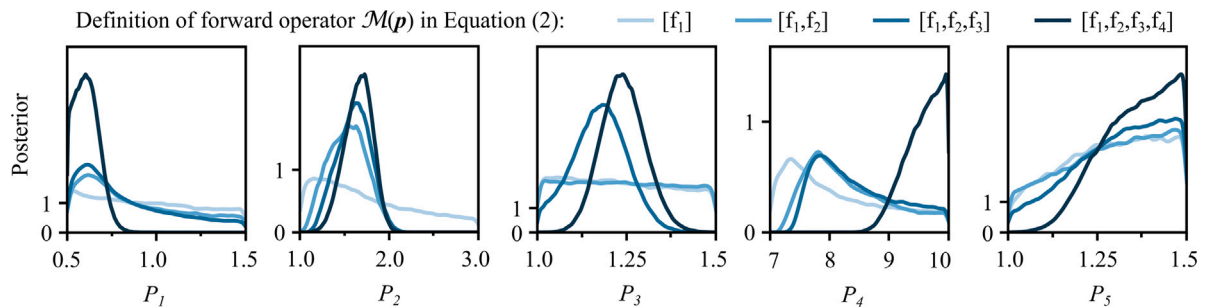 Definition of forward operator ℳ(p) in Equation (2): [f₁] [f₁,f₂] [f₁,f₂,f₃] [f₁,f₂,f₃,f₄]
Posterior
1 1 1 1 1
0 0 0 0 0
0.5 1.0 1.5 1.0 2.0 3.0 1.0 1.25 1.5 7 8 9 10 1.0 1.25 1.5
P₁ P₂ P₃ P₄ P₅